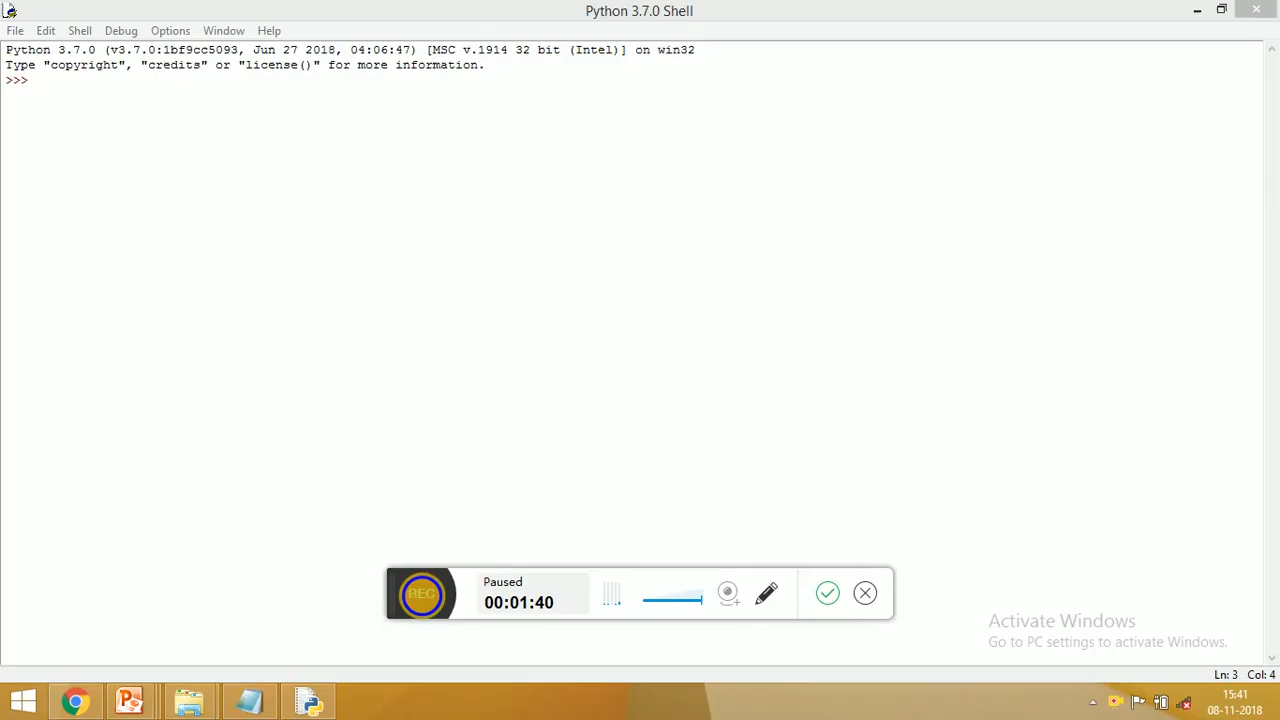 Python 3.7.0 Shell
File Edit Shell Debug Options Window Help
Python 3.7.0 (v3.7.0:1bf9cc5093, Jun 27 2018, 04:06:47) [MSC v.1914 32 bit (Intel)] on win32
Type "copyright", "credits" or "license()" for more information.
>>>
REC
Paused
00:01:40
Activate Windows
Go to PC settings to activate Windows.
Ln: 3 Col: 4
15:41
08-11-2018